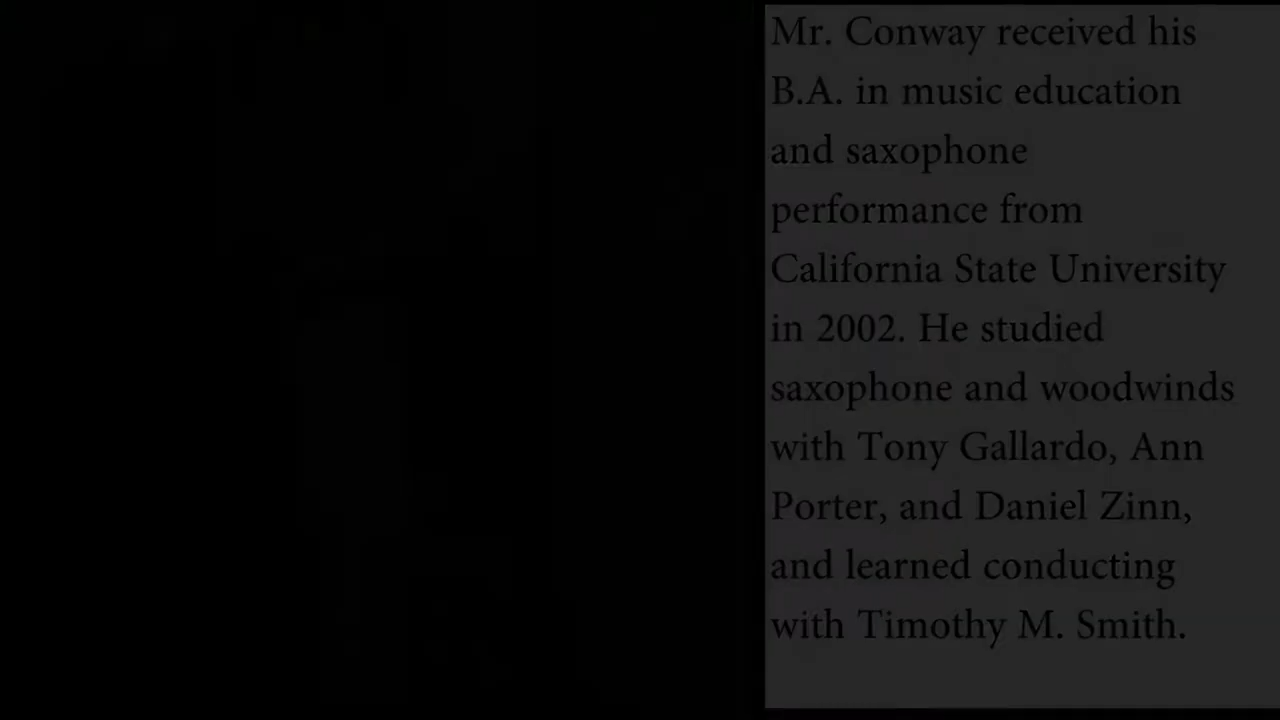 Mr. Conway received his
B.A. in music education
and saxophone
performance from
California State University
in 2002. He studied
saxophone and woodwinds
with Tony Gallardo, Ann
Porter, and Daniel Zinn,
and learned conducting
with Timothy M. Smith.